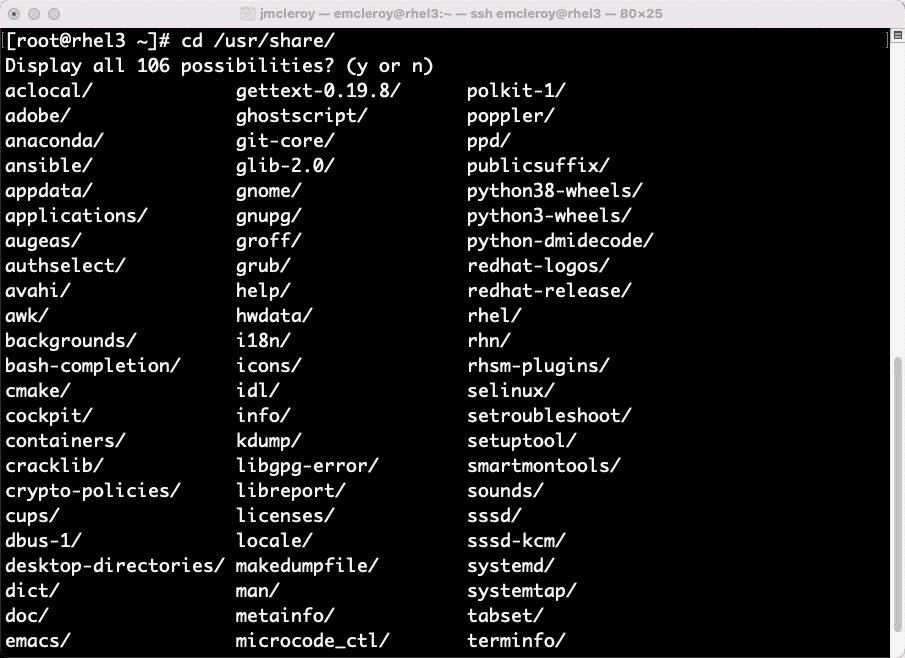 jmcleroy — emcleroy@rhel3:~ — ssh emcleroy@rhel3 — 80×25
[root@rhel3 ~]# cd /usr/share/
Display all 106 possibilities? (y or n)
aclocal/ gettext-0.19.8/ polkit-1/
adobe/ ghostscript/ poppler/
anaconda/ git-core/ ppd/
ansible/ glib-2.0/ publicsuffix/
appdata/ gnome/ python38-wheels/
applications/ gnupg/ python3-wheels/
augeas/ groff/ python-dmidecode/
authselect/ grub/ redhat-logos/
avahi/ help/ redhat-release/
awk/ hwdata/ rhel/
backgrounds/ i18n/ rhn/
bash-completion/ icons/ rhsm-plugins/
cmake/ idl/ selinux/
cockpit/ info/ setroubleshoot/
containers/ kdump/ setuptool/
cracklib/ libgpg-error/ smartmontools/
crypto-policies/ libreport/ sounds/
cups/ licenses/ sssd/
dbus-1/ locale/ sssd-kcm/
desktop-directories/ makedumpfile/ systemd/
dict/ man/ systemtap/
doc/ metainfo/ tabset/
emacs/ microcode_ctl/ terminfo/